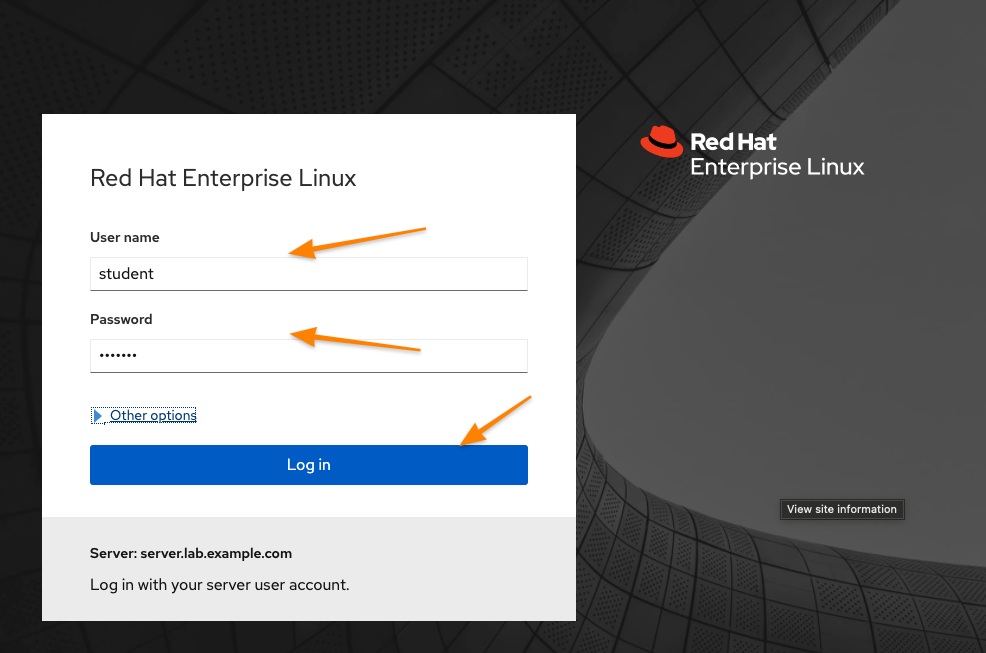 Red Hat Enterprise Linux
User name
student
Password
•••••••
Other options
Log in
Server: server.lab.example.com
Log in with your server user account.
Red Hat
Enterprise Linux
View site information